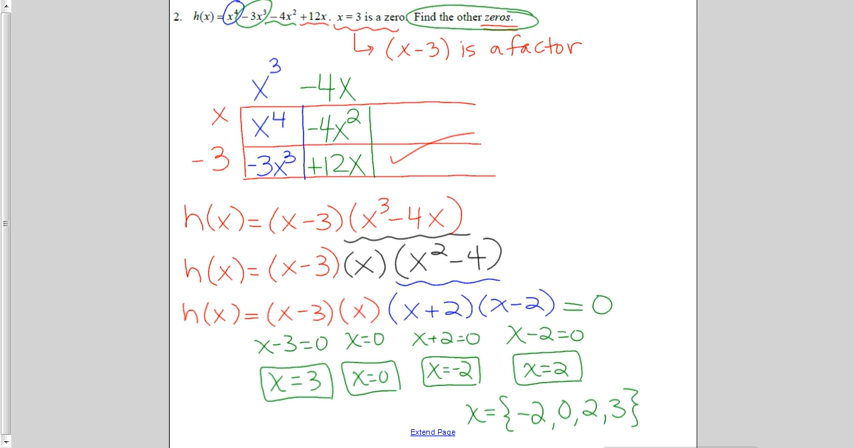 2. h(x) = x⁴ − 3x³ − 4x² + 12x. x = 3 is a zero. Find the other zeros.
↳ (x-3) is a factor
x³ -4x
x x⁴ -4x²
-3 -3x³ +12x ✓
h(x) = (x-3)(x³-4x)
h(x) = (x-3)(x)(x²-4)
h(x) = (x-3)(x)(x+2)(x-2) = 0
x-3=0 x=0 x+2=0 x-2=0
x=3 x=0 x=-2 x=2
x={-2,0,2,3}
Extend Page